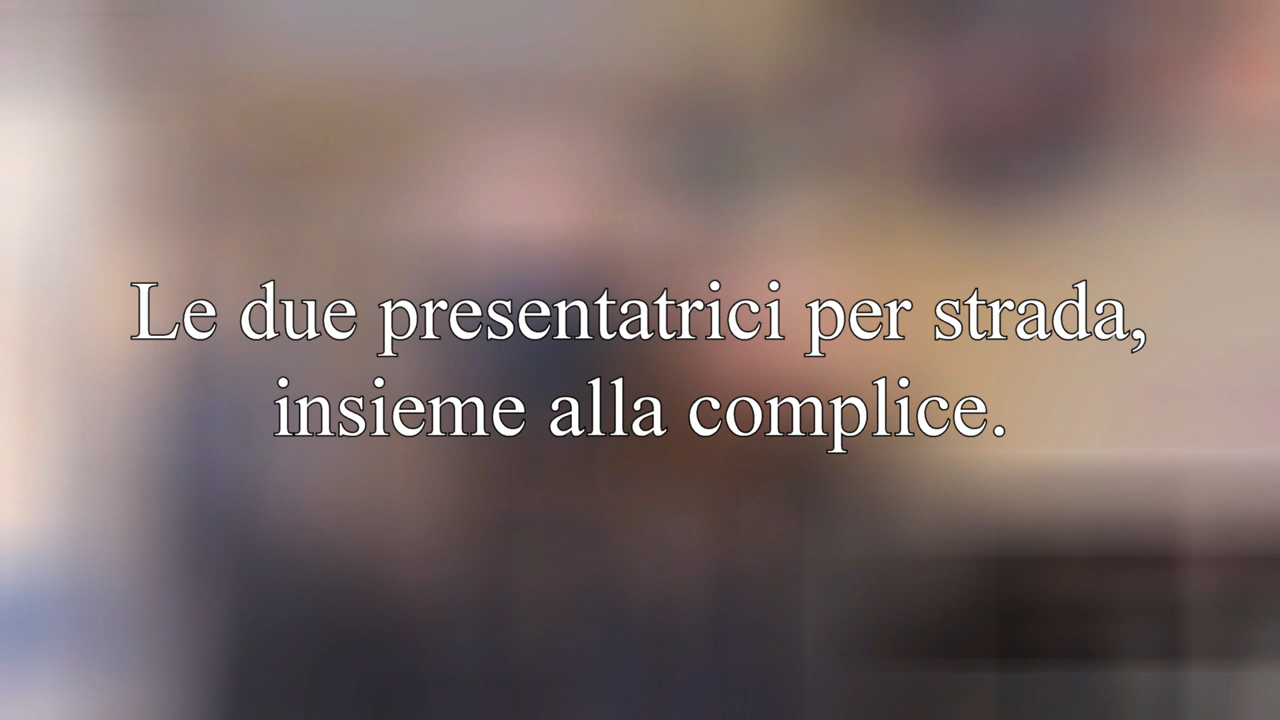 Le due presentatrici per strada,
insieme alla complice.